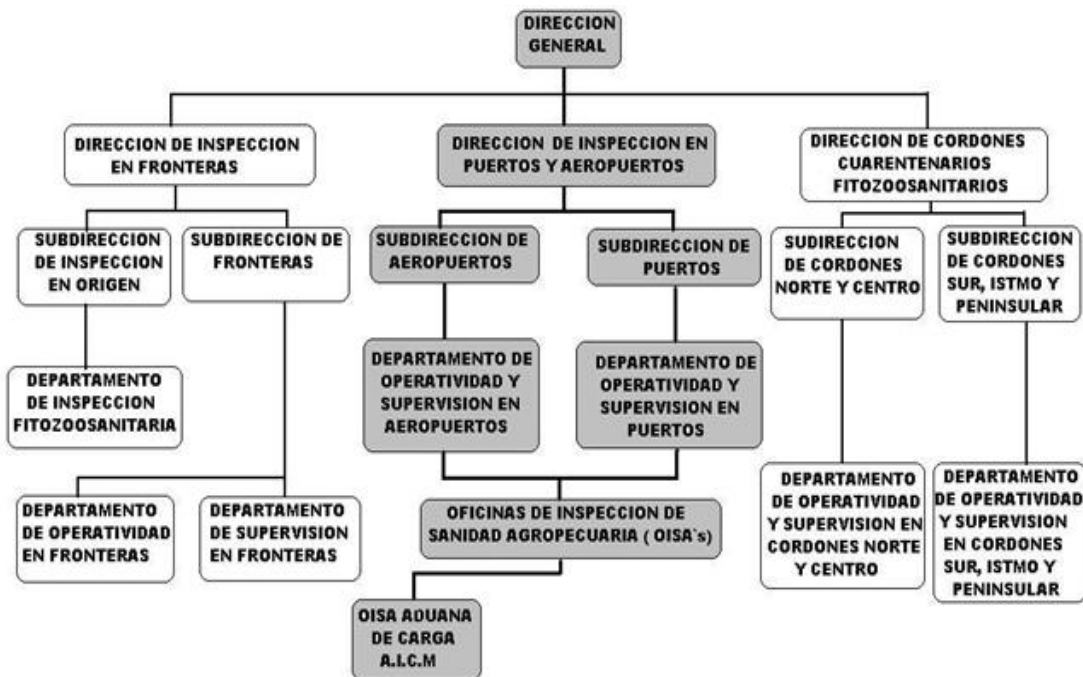 DIRECCION
GENERAL
DIRECCION DE INSPECCION
EN FRONTERAS
DIRECCION DE INSPECCION EN
PUERTOS Y AEROPUERTOS
DIRECCION DE CORDONES
CUARENTENARIOS
FITOZOOSANITARIOS
SUBDIRECCION
DE INSPECCION
EN ORIGEN
SUBDIRECCION DE
FRONTERAS
SUBDIRECCION DE
AEROPUERTOS
SUBDIRECCION DE
PUERTOS
SUDIRECCION
DE CORDONES
NORTE Y CENTRO
SUBDIRECCION
DE CORDONES
SUR, ISTMO Y
PENINSULAR
DEPARTAMENTO
DE INSPECCION
FITOZOOSANITARIA
DEPARTAMENTO DE
OPERATIVIDAD Y
SUPERVISION EN
AEROPUERTOS
DEPARTAMENTO DE
OPERATIVIDAD Y
SUPERVISION EN
PUERTOS
DEPARTAMENTO
DE OPERATIVIDAD
EN FRONTERAS
DEPARTAMENTO
DE SUPERVISION
EN FRONTERAS
OFICINAS DE INSPECCION DE
SANIDAD AGROPECUARIA ( OISA`s)
DEPARTAMENTO
DE OPERATIVIDAD
Y SUPERVISION EN
CORDONES NORTE
Y CENTRO
DEPARTAMENTO
DE OPERATIVIDAD
Y SUPERVISION
EN CORDONES
SUR, ISTMO Y
PENINSULAR
OISA ADUANA
DE CARGA
A.I.C.M